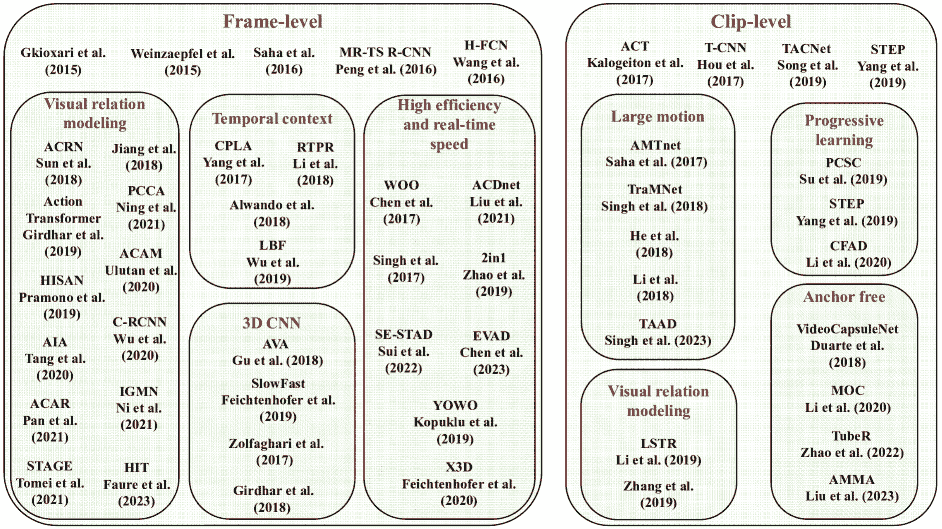 Frame-level
Gkioxari et al.
(2015)
Weinzaepfel et al.
(2015)
Saha et al.
(2016)
MR-TS R-CNN
Peng et al. (2016)
H-FCN
Wang et al.
(2016)
Visual relation
modeling
ACRN
Sun et al.
(2018)
Action
Transformer
Girdhar et al.
(2019)
HISAN
Pramono et al.
(2019)
AIA
Tang et al.
(2020)
ACAR
Pan et al.
(2021)
STAGE
Tomei et al.
(2021)
Jiang et al.
(2018)
PCCA
Ning et al.
(2021)
ACAM
Ulutan et al.
(2020)
C-RCNN
Wu et al.
(2020)
IGMN
Ni et al.
(2021)
HIT
Faure et al.
(2023)
Temporal context
CPLA
Yang et al.
(2017)
RTPR
Li et al.
(2018)
Alwando et al.
(2018)
LBF
Wu et al.
(2019)
3D CNN
AVA
Gu et al. (2018)
SlowFast
Feichtenhofer et al.
(2019)
Zolfaghari et al.
(2017)
Girdhar et al.
(2018)
High efficiency
and real-time
speed
WOO
Chen et al.
(2017)
ACDnet
Liu et al.
(2021)
Singh et al.
(2017)
2in1
Zhao et al.
(2019)
SE-STAD
Sui et al.
(2022)
EVAD
Chen et al.
(2023)
YOWO
Kopuklu et al.
(2019)
X3D
Feichtenhofer et al.
(2020)
Clip-level
ACT
Kalogeiton et al.
(2017)
T-CNN
Hou et al.
(2017)
TACNet
Song et al.
(2019)
STEP
Yang et al.
(2019)
Large motion
AMTnet
Saha et al. (2017)
TraMNet
Singh et al. (2018)
He et al.
(2018)
Li et al.
(2018)
TAAD
Singh et al. (2023)
Visual relation
modeling
LSTR
Li et al. (2019)
Zhang et al.
(2019)
Progressive
learning
PCSC
Su et al. (2019)
STEP
Yang et al. (2019)
CFAD
Li et al. (2020)
Anchor free
VideoCapsuleNet
Duarte et al.
(2018)
MOC
Li et al. (2020)
TubeR
Zhao et al. (2022)
AMMA
Liu et al. (2023)